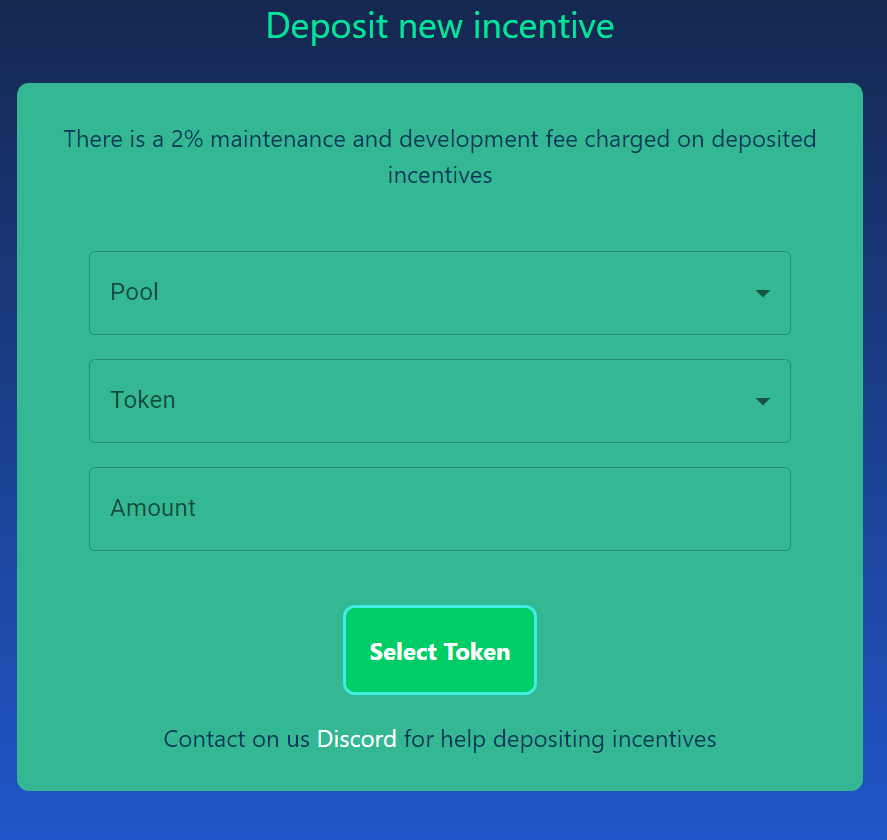 Deposit new incentive
There is a 2% maintenance and development fee charged on deposited
incentives
Pool
Token
Amount
Select Token
Contact on us Discord for help depositing incentives